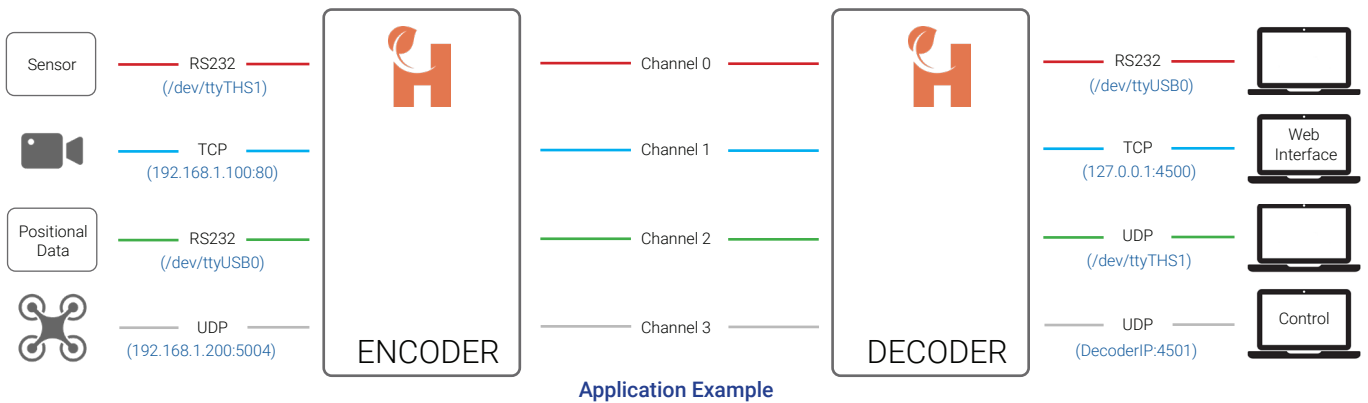 Sensor
RS232
(/dev/ttyTHS1)
Channel 0
RS232
(/dev/ttyUSB0)
TCP
(192.168.1.100:80)
Channel 1
TCP
(127.0.0.1:4500)
Web
Interface
Positional
Data
RS232
(/dev/ttyUSB0)
Channel 2
UDP
(/dev/ttyTHS1)
UDP
(192.168.1.200:5004)
Channel 3
UDP
(DecoderIP:4501)
Control
H
ENCODER
H
DECODER
Application Example